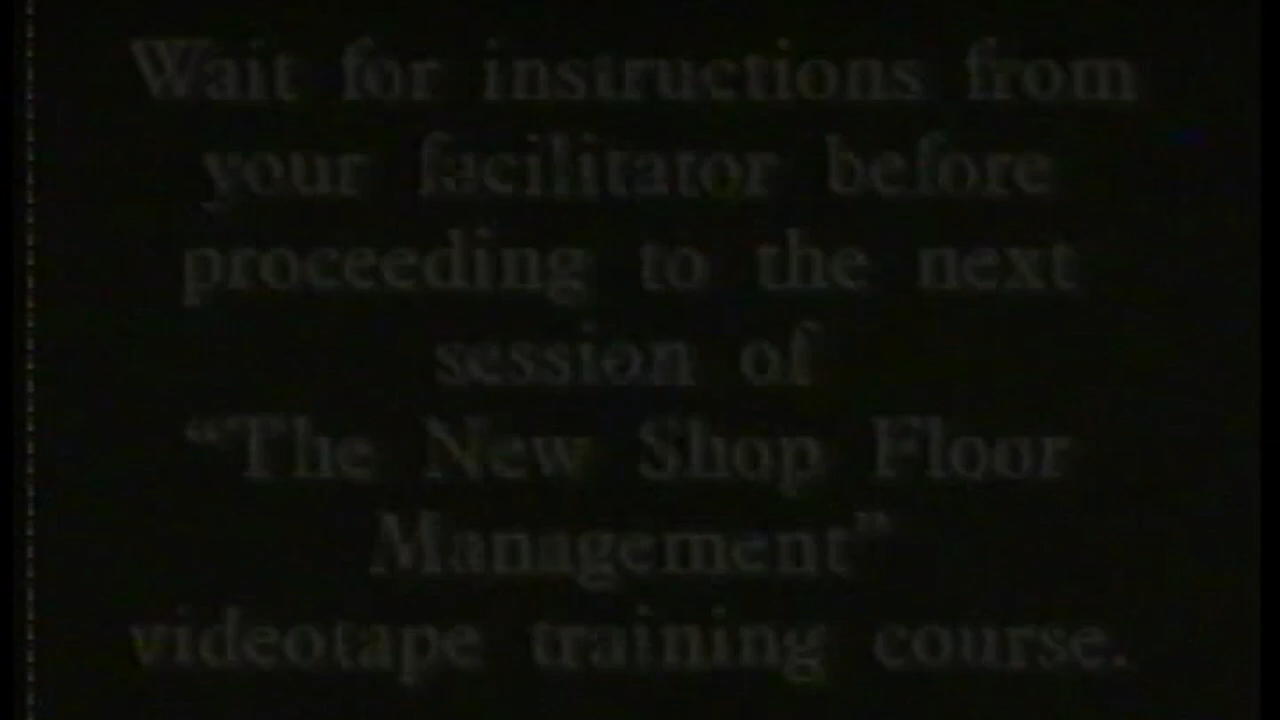 Wait for instructions from
your facilitator before
proceeding to the next
session of
“The New Shop Floor
Management”
videotape training course.